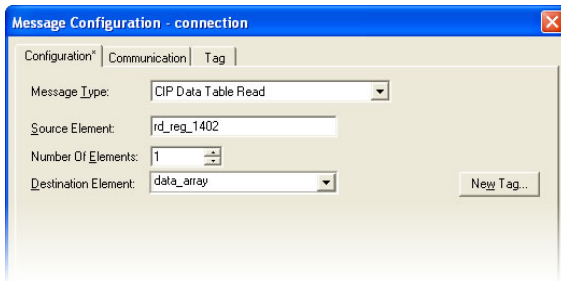 Message Configuration - connection
Configuration* Communication Tag
Message Type: CIP Data Table Read
Source Element: rd_reg_1402
Number Of Elements: 1
Destination Element: data_array New Tag...